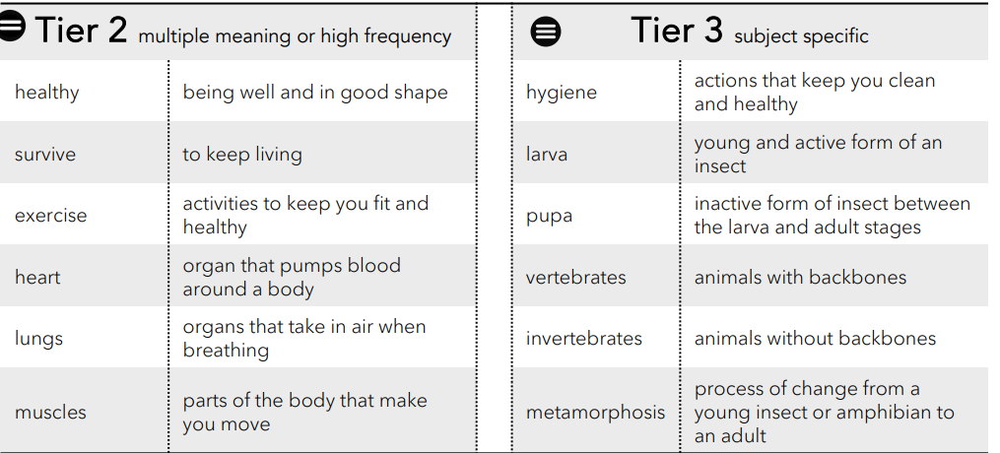 Tier 2 multiple meaning or high frequency
healthy being well and in good shape
survive to keep living
exercise activities to keep you fit and
healthy
heart organ that pumps blood
around a body
lungs organs that take in air when
breathing
muscles parts of the body that make
you move
Tier 3 subject specific
hygiene actions that keep you clean
and healthy
larva young and active form of an
insect
pupa inactive form of insect between
the larva and adult stages
vertebrates animals with backbones
invertebrates animals without backbones
metamorphosis process of change from a
young insect or amphibian to
an adult